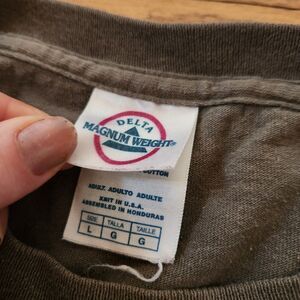 DELTA
MAGNUM WEIGHT®
COTTON
ADULT. ADULTO ADULTE
KNIT IN U.S.A.
ASSEMBLED IN HONDURAS
SIZE TALLA TAILLE
L G G